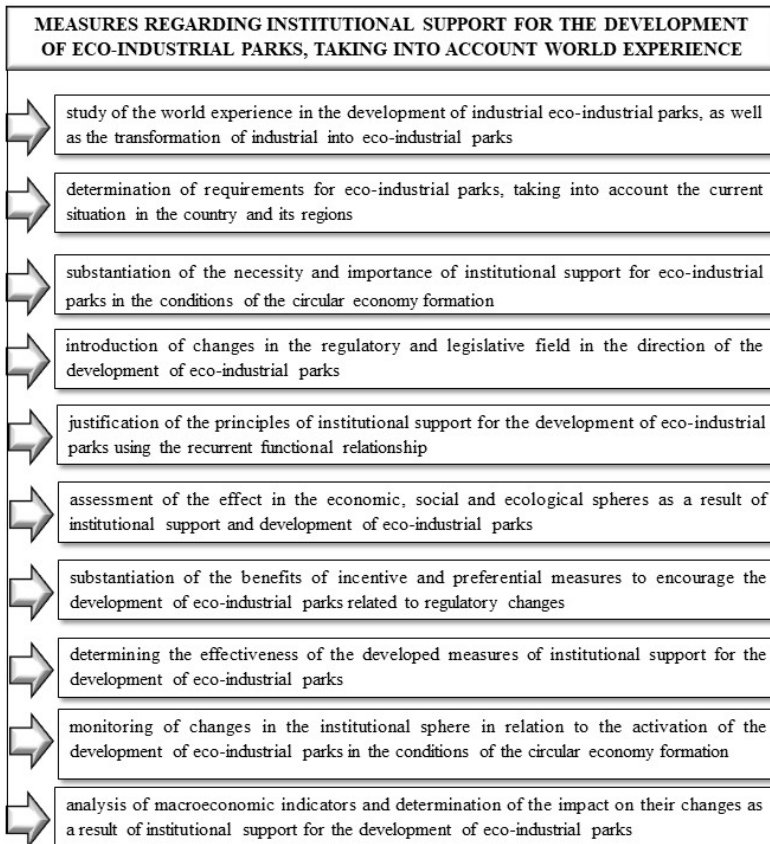 MEASURES REGARDING INSTITUTIONAL SUPPORT FOR THE DEVELOPMENT
OF ECO-INDUSTRIAL PARKS, TAKING INTO ACCOUNT WORLD EXPERIENCE
study of the world experience in the development of industrial eco-industrial parks, as well
as the transformation of industrial into eco-industrial parks
determination of requirements for eco-industrial parks, taking into account the current
situation in the country and its regions
substantiation of the necessity and importance of institutional support for eco-industrial
parks in the conditions of the circular economy formation
introduction of changes in the regulatory and legislative field in the direction of the
development of eco-industrial parks
justification of the principles of institutional support for the development of eco-industrial
parks using the recurrent functional relationship
assessment of the effect in the economic, social and ecological spheres as a result of
institutional support and development of eco-industrial parks
substantiation of the benefits of incentive and preferential measures to encourage the
development of eco-industrial parks related to regulatory changes
determining the effectiveness of the developed measures of institutional support for the
development of eco-industrial parks
monitoring of changes in the institutional sphere in relation to the activation of the
development of eco-industrial parks in the conditions of the circular economy formation
analysis of macroeconomic indicators and determination of the impact on their changes as
a result of institutional support for the development of eco-industrial parks